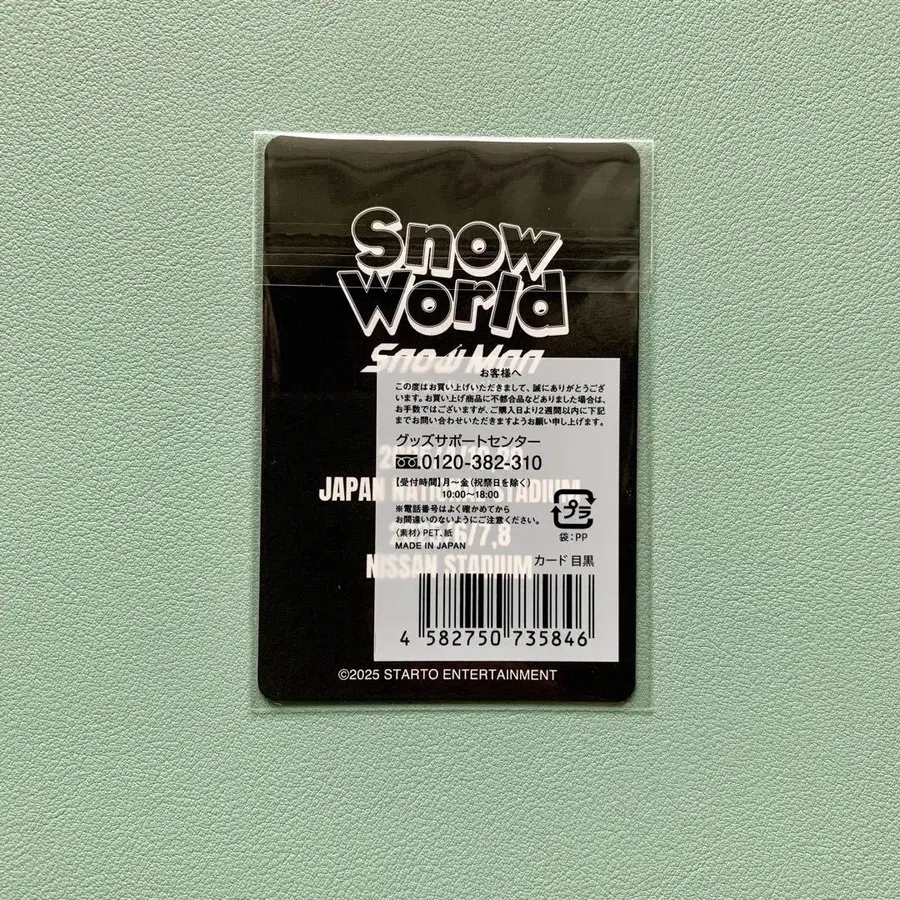 Snow
World
Snow Man
お客様へ
この度はお買い上げいただきまして、誠にありがとうござ
います。お買い上げ商品に不都合品などありました場合は、
お手数ではございますが、ご購入日より2週間以内に下記
までお問い合わせいただきますようお願い申し上げます。
グッズサポートセンター
0120-382-310
【受付時間】月〜金(祝祭日を除く)
10:00〜18:00
JAPAN NATIONAL STADIUM
※電話番号はよく確かめてから
お間違いのないようにご注意ください。
/7,8
〈素材〉PET、紙
MADE IN JAPAN
プラ
袋:PP
NISSAN STADIUM
カード 目黒
4 582750 735846
©2025 STARTO ENTERTAINMENT